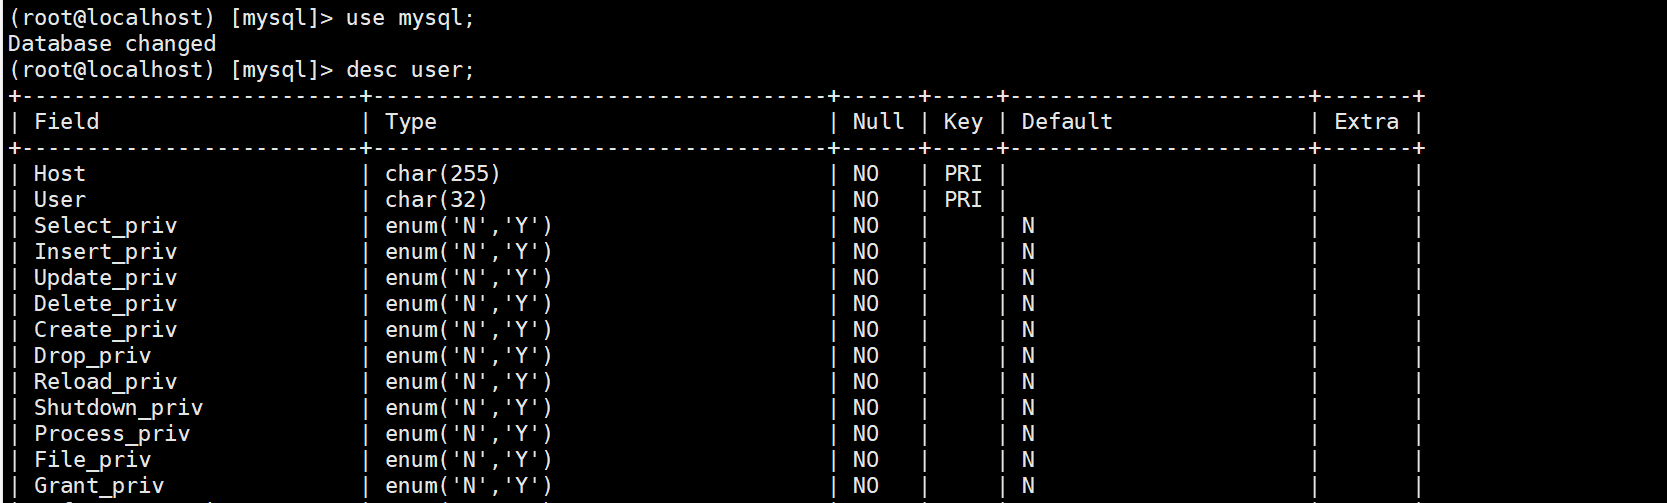 (root@localhost) [mysql]> use mysql;
Database changed
(root@localhost) [mysql]> desc user;
+--------------------------+-----------------------------------+------+-----+-----------------------+-------+
| Field                    | Type                              | Null | Key | Default               | Extra |
+--------------------------+-----------------------------------+------+-----+-----------------------+-------+
| Host                     | char(255)                         | NO   | PRI |                       |       |
| User                     | char(32)                          | NO   | PRI |                       |       |
| Select_priv              | enum('N','Y')                     | NO   |     | N                     |       |
| Insert_priv              | enum('N','Y')                     | NO   |     | N                     |       |
| Update_priv              | enum('N','Y')                     | NO   |     | N                     |       |
| Delete_priv              | enum('N','Y')                     | NO   |     | N                     |       |
| Create_priv              | enum('N','Y')                     | NO   |     | N                     |       |
| Drop_priv                | enum('N','Y')                     | NO   |     | N                     |       |
| Reload_priv              | enum('N','Y')                     | NO   |     | N                     |       |
| Shutdown_priv            | enum('N','Y')                     | NO   |     | N                     |       |
| Process_priv             | enum('N','Y')                     | NO   |     | N                     |       |
| File_priv                | enum('N','Y')                     | NO   |     | N                     |       |
| Grant_priv               | enum('N','Y')                     | NO   |     | N                     |       |